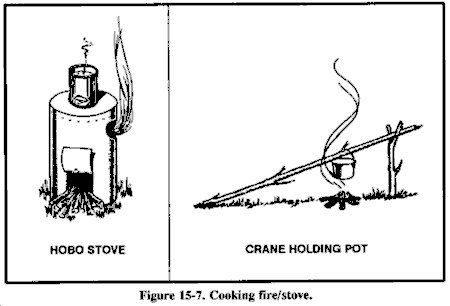 HOBO STOVE
CRANE HOLDING POT
Figure 15-7. Cooking fire/stove.